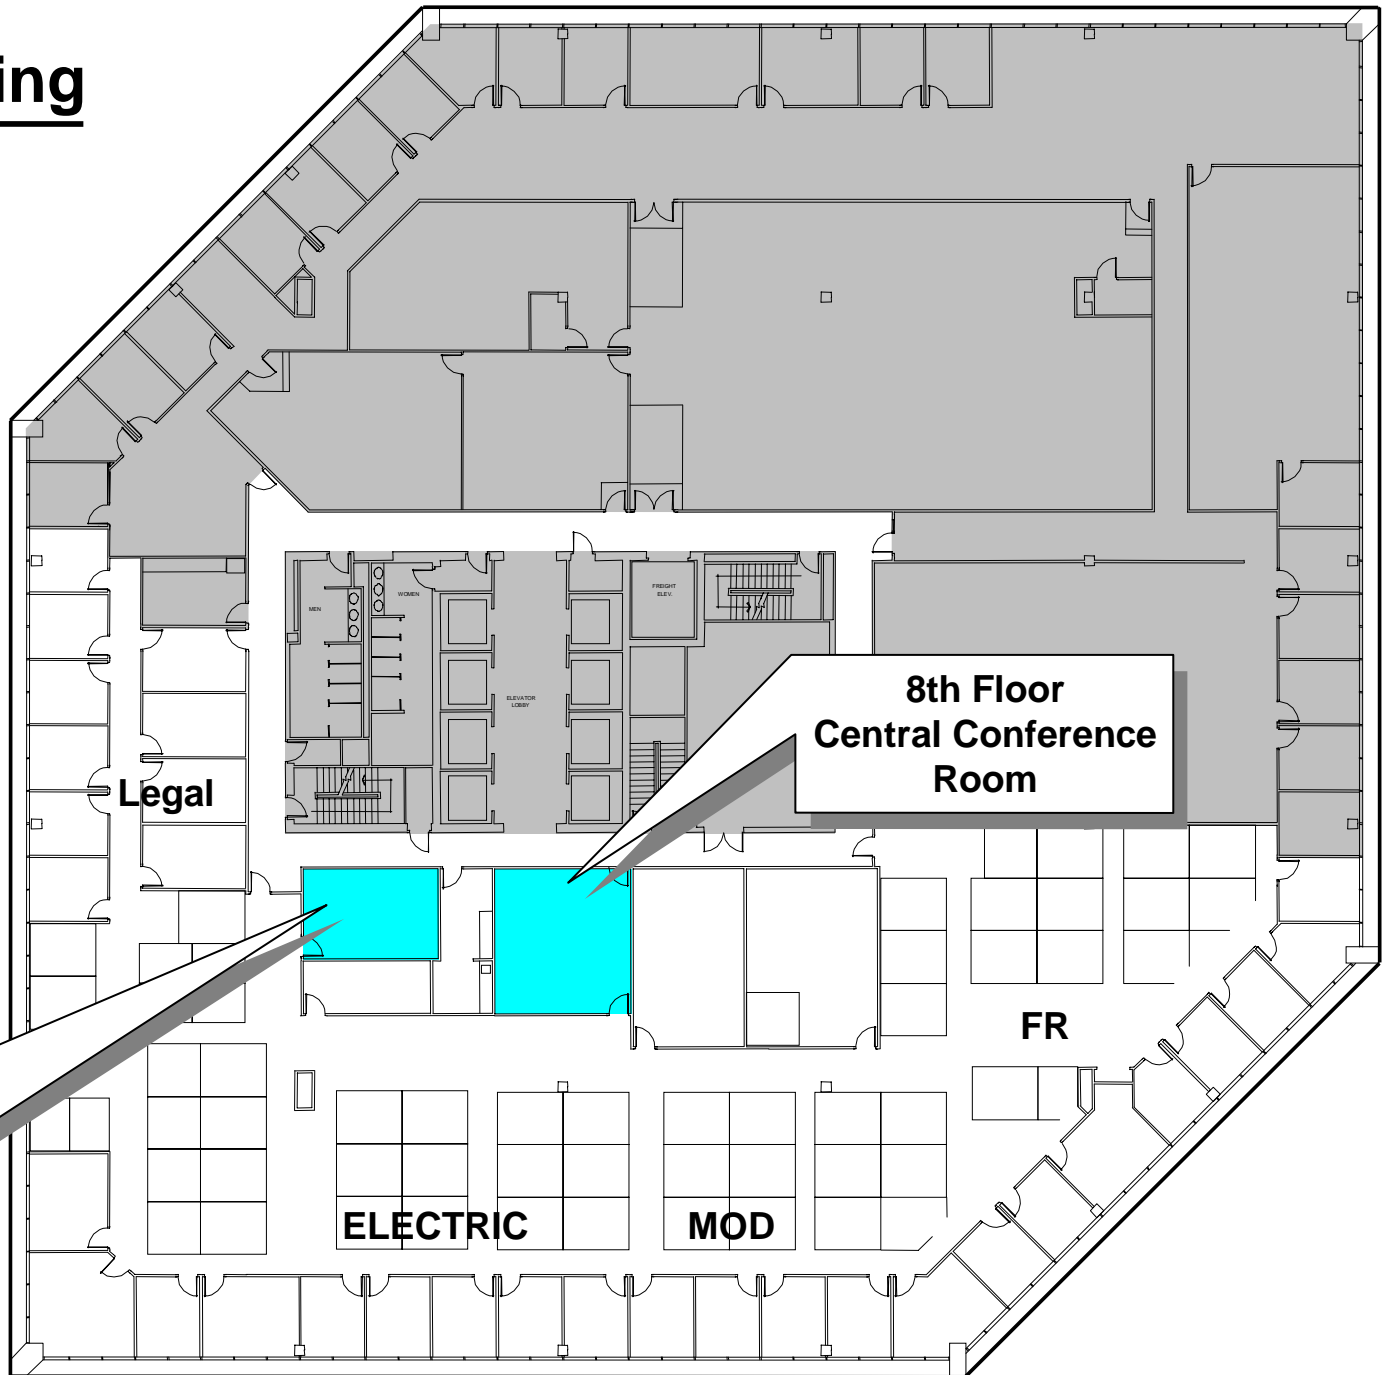 ing
MEN
WOMEN
FREIGHT
ELEV.
ELEVATOR
LOBBY
8th Floor
Central Conference
Room
Legal
FR
ELECTRIC
MOD